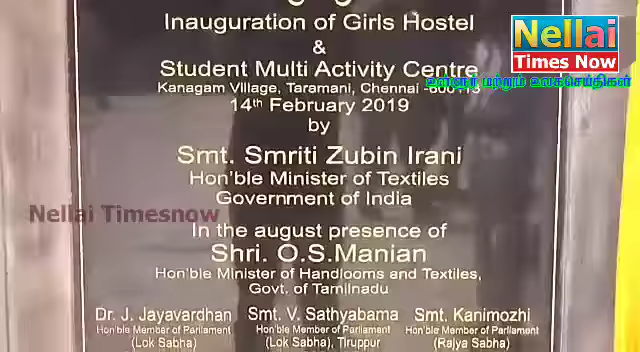 Inauguration of Girls Hostel
&
Student Multi Activity Centre
Kanagam Village, Taramani, Chennai -600113
14th February 2019
by
Smt. Smriti Zubin Irani
Hon'ble Minister of Textiles
Government of India
In the august presence of
Shri. O.S.Manian
Hon'ble Minister of Handlooms and Textiles,
Govt. of Tamilnadu
Dr. J. Jayavardhan
Hon'ble Member of Parliament
(Lok Sabha)
Smt. V. Sathyabama
Hon'ble Member of Parliament
(Lok Sabha), Tiruppur
Smt. Kanimozhi
Hon'ble Member of Parliament
(Rajya Sabha)
Nellai
Times Now
உள்ளூர் மற்றும் உலகசெய்திகள்
Nellai Timesnow